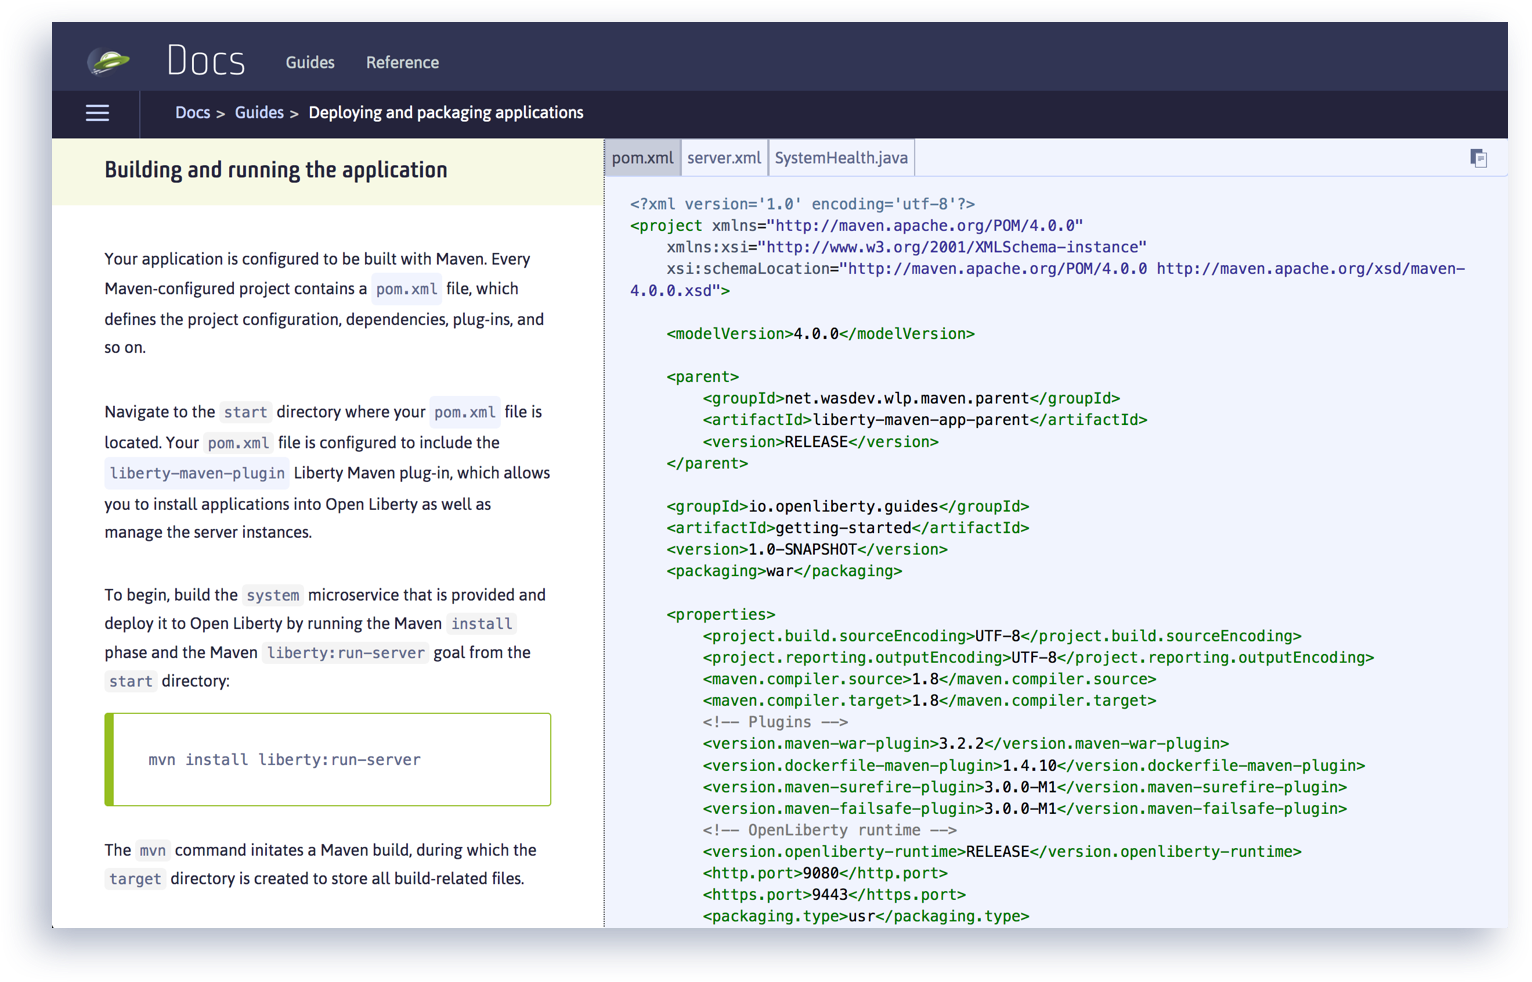 Docs Guides Reference
Docs > Guides > Deploying and packaging applications
Building and running the application
Your application is configured to be built with Maven. Every
Maven-configured project contains a pom.xml file, which
defines the project configuration, dependencies, plug-ins, and
so on.
Navigate to the start directory where your pom.xml file is
located. Your pom.xml file is configured to include the
liberty-maven-plugin Liberty Maven plug-in, which allows
you to install applications into Open Liberty as well as
manage the server instances.
To begin, build the system microservice that is provided and
deploy it to Open Liberty by running the Maven install
phase and the Maven liberty:run-server goal from the
start directory:
mvn install liberty:run-server
The mvn command initates a Maven build, during which the
target directory is created to store all build-related files.
pom.xml server.xml SystemHealth.java
<?xml version='1.0' encoding='utf-8'?>
<project xmlns="http://maven.apache.org/POM/4.0.0"
xmlns:xsi="http://www.w3.org/2001/XMLSchema-instance"
xsi:schemaLocation="http://maven.apache.org/POM/4.0.0 http://maven.apache.org/xsd/maven-
4.0.0.xsd">
<modelVersion>4.0.0</modelVersion>
<parent>
<groupId>net.wasdev.wlp.maven.parent</groupId>
<artifactId>liberty-maven-app-parent</artifactId>
<version>RELEASE</version>
</parent>
<groupId>io.openliberty.guides</groupId>
<artifactId>getting-started</artifactId>
<version>1.0-SNAPSHOT</version>
<packaging>war</packaging>
<properties>
<project.build.sourceEncoding>UTF-8</project.build.sourceEncoding>
<project.reporting.outputEncoding>UTF-8</project.reporting.outputEncoding>
<maven.compiler.source>1.8</maven.compiler.source>
<maven.compiler.target>1.8</maven.compiler.target>
<!-- Plugins -->
<version.maven-war-plugin>3.2.2</version.maven-war-plugin>
<version.dockerfile-maven-plugin>1.4.10</version.dockerfile-maven-plugin>
<version.maven-surefire-plugin>3.0.0-M1</version.maven-surefire-plugin>
<version.maven-failsafe-plugin>3.0.0-M1</version.maven-failsafe-plugin>
<!-- OpenLiberty runtime -->
<version.openliberty-runtime>RELEASE</version.openliberty-runtime>
<http.port>9080</http.port>
<https.port>9443</https.port>
<packaging.type>usr</packaging.type>